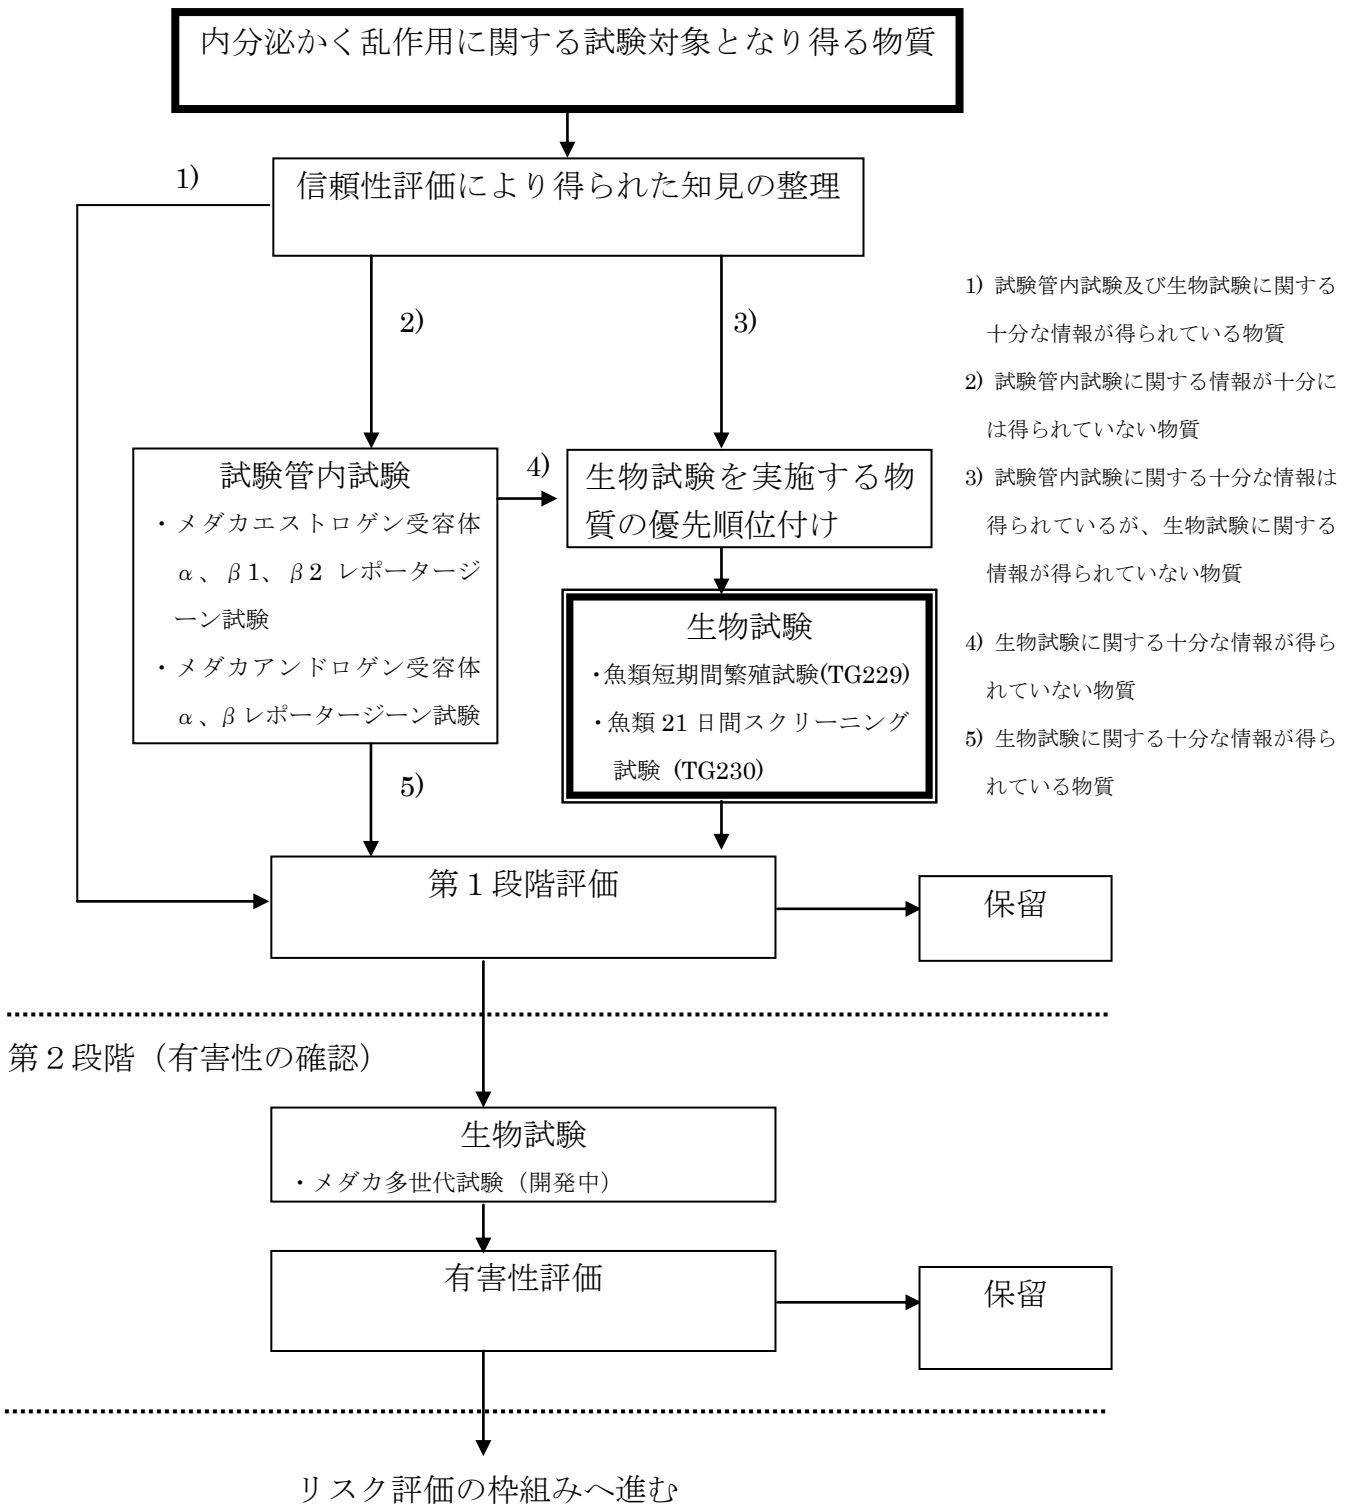 内分泌かく乱作用に関する試験対象となり得る物質
1)
信頼性評価により得られた知見の整理
2)
3)
1) 試験管内試験及び生物試験に関する
十分な情報が得られている物質
2) 試験管内試験に関する情報が十分に
は得られていない物質
3) 試験管内試験に関する十分な情報は
得られているが、生物試験に関する
情報が得られていない物質
4) 生物試験に関する十分な情報が得ら
れていない物質
5) 生物試験に関する十分な情報が得ら
れている物質
試験管内試験
・メダカエストロゲン受容体
α、β1、β2 レポータージ
ーン試験
・メダカアンドロゲン受容体
α、βレポータージーン試験
4)
生物試験を実施する物
質の優先順位付け
生物試験
・魚類短期間繁殖試験(TG229)
・魚類 21 日間スクリーニング
試験 (TG230)
5)
第１段階評価
保留
第２段階（有害性の確認）
生物試験
・メダカ多世代試験（開発中）
有害性評価
保留
リスク評価の枠組みへ進む